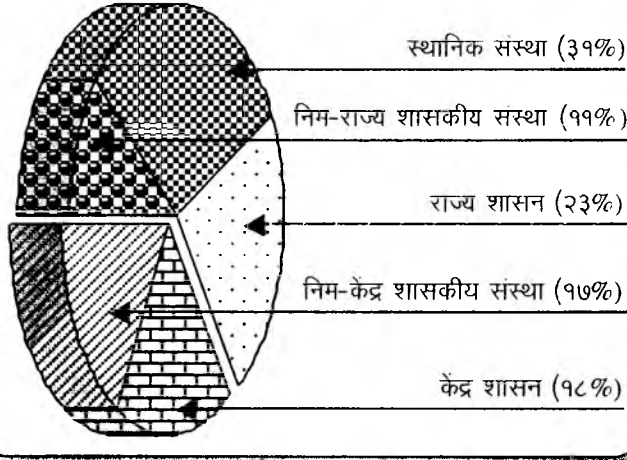 स्थानिक संस्था (३१%)
निम-राज्य शासकीय संस्था (११%)
राज्य शासन (२३%)
निम-केंद्र शासकीय संस्था (१७%)
केंद्र शासन (१८%)